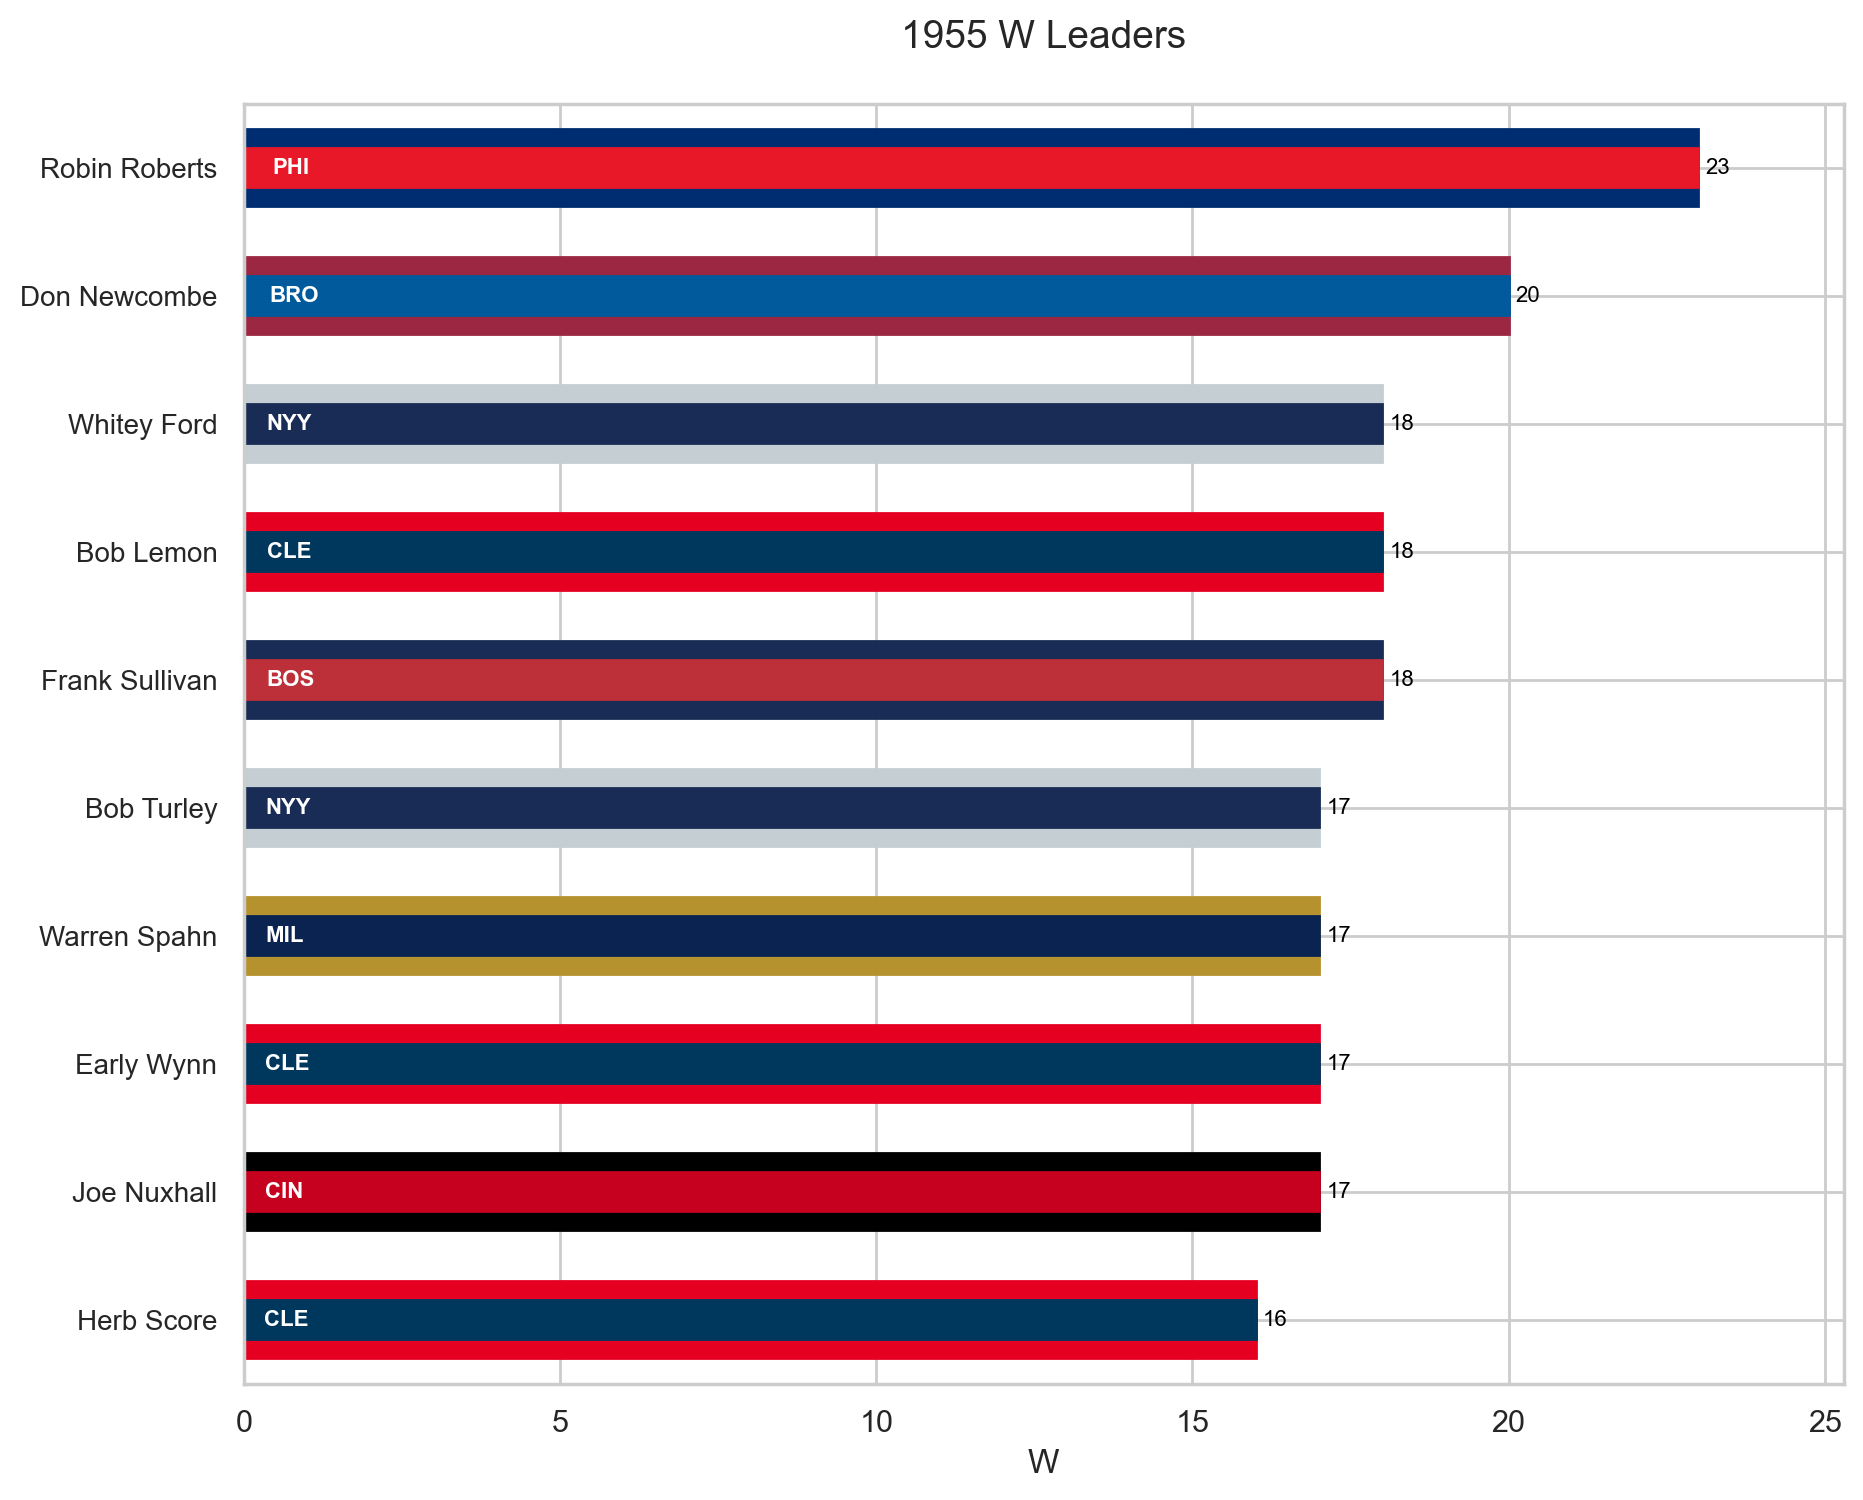 1955 W Leaders
Robin Roberts PHI 23
Don Newcombe BRO 20
Whitey Ford NYY 18
Bob Lemon CLE 18
Frank Sullivan BOS 18
Bob Turley NYY 17
Warren Spahn MIL 17
Early Wynn CLE 17
Joe Nuxhall CIN 17
Herb Score CLE 16
0 5 10 15 20 25
W